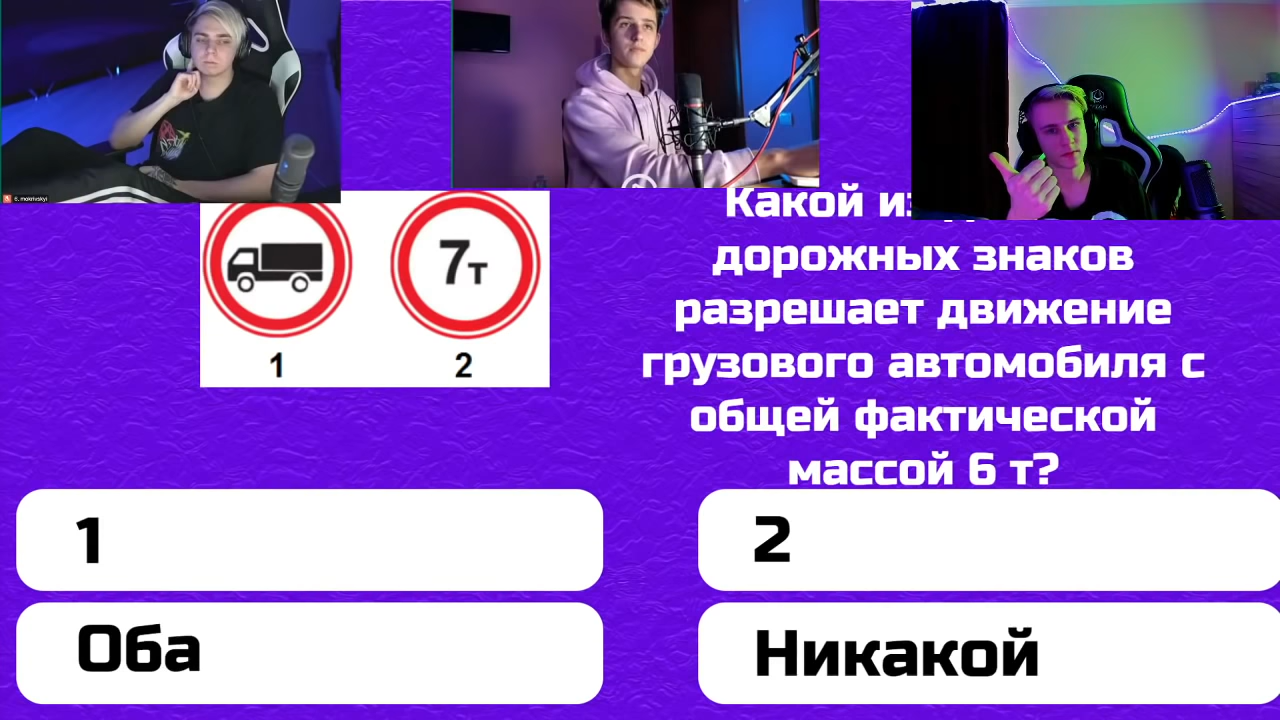 Какой из
дорожных знаков
разрешает движение
грузового автомобиля с
общей фактической
массой 6 т?
7т
1
2
1
2
Оба
Никакой